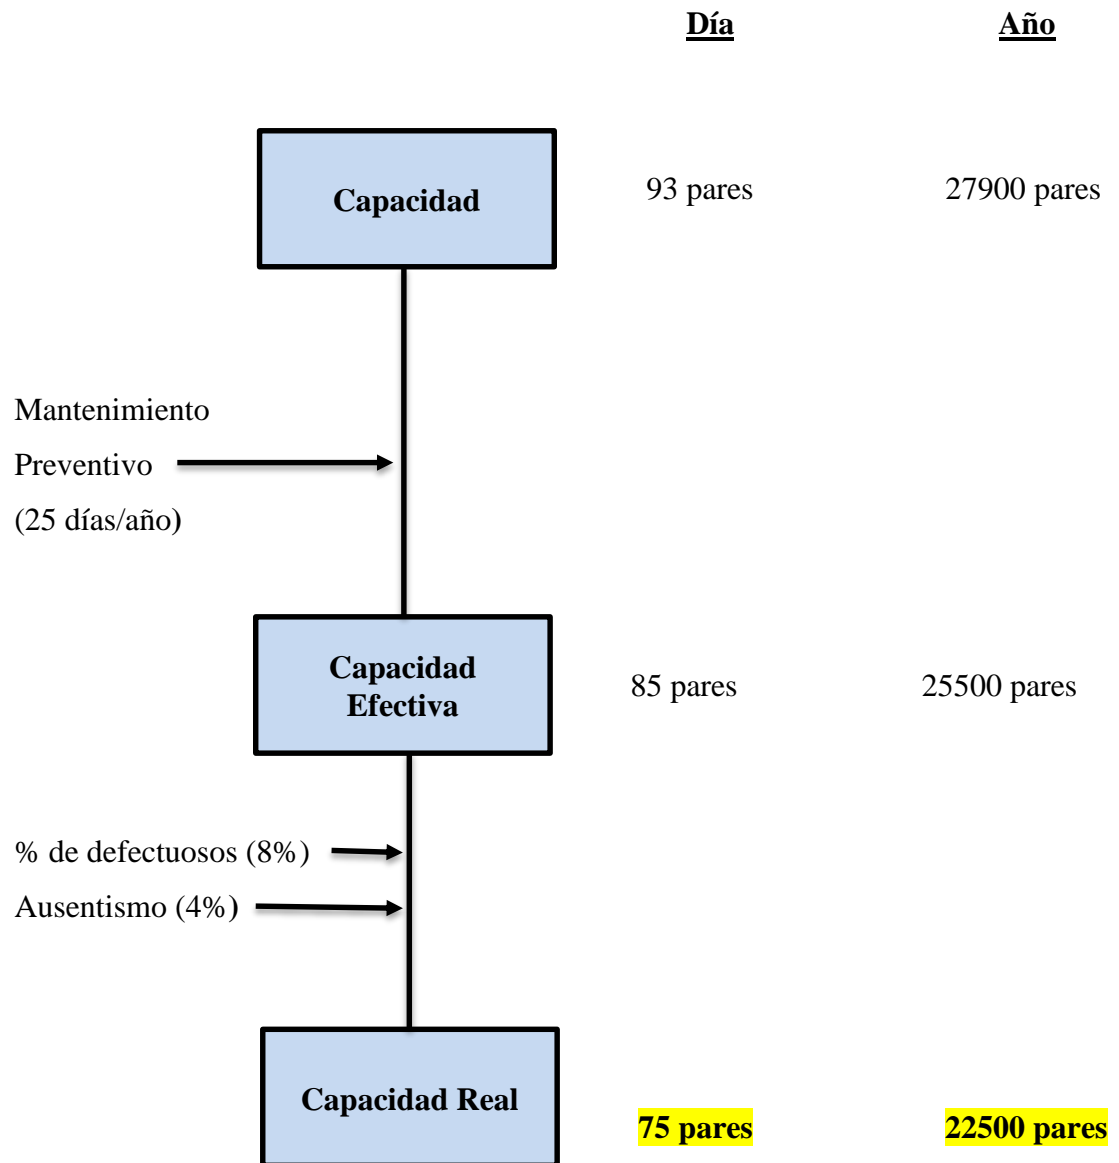 Día Año
Capacidad 93 pares 27900 pares
Mantenimiento
Preventivo
(25 días/año)
Capacidad
Efectiva
85 pares 25500 pares
% de defectuosos (8%)
Ausentismo (4%)
Capacidad Real
75 pares 22500 pares